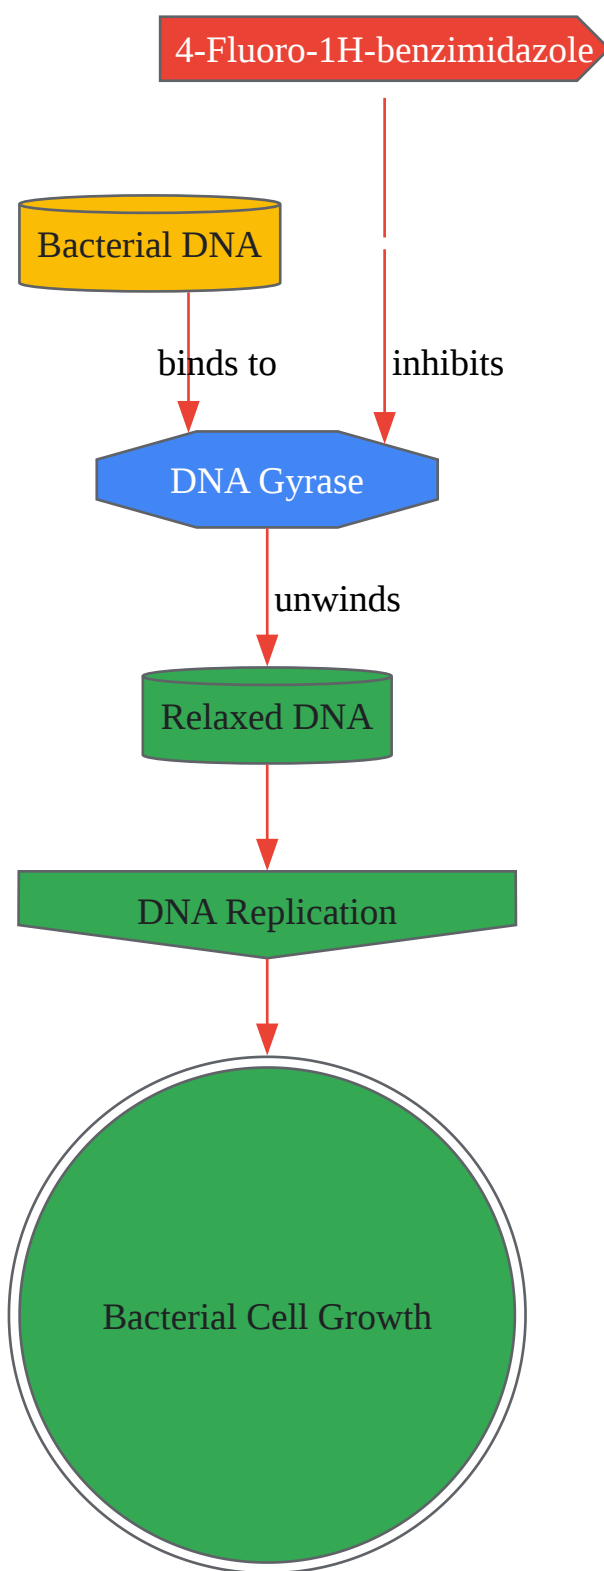 4-Fluoro-1H-benzimidazole
Bacterial DNA
binds to
inhibits
DNA Gyrase
unwinds
Relaxed DNA
DNA Replication
Bacterial Cell Growth